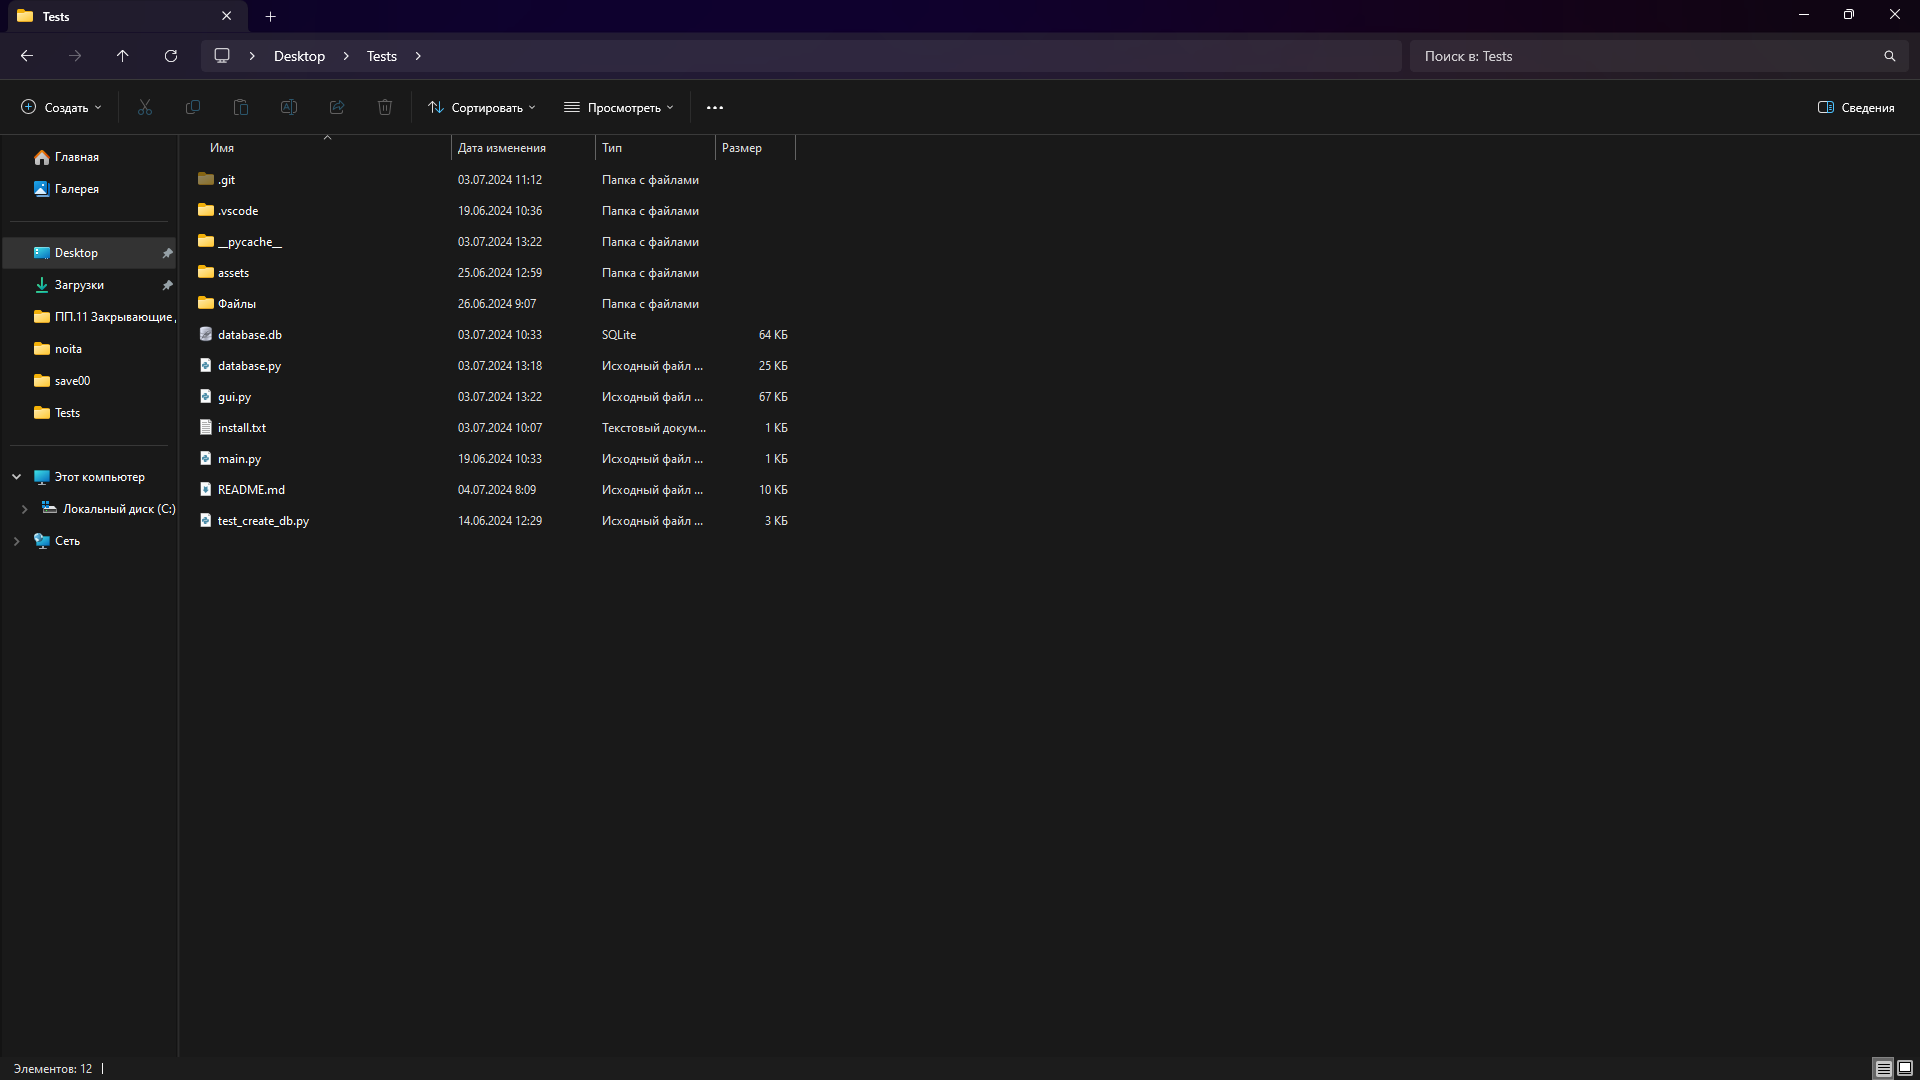 Tests
Desktop
Tests
Поиск в: Tests
Создать
Сортировать
Просмотреть
Сведения
Главная
Галерея
Desktop
Загрузки
ПП.11 Закрывающие
noita
save00
Tests
Этот компьютер
Локальный диск (C:)
Сеть
Имя Дата изменения Тип Размер
.git 03.07.2024 11:12 Папка с файлами
.vscode 19.06.2024 10:36 Папка с файлами
__pycache__ 03.07.2024 13:22 Папка с файлами
assets 25.06.2024 12:59 Папка с файлами
Файлы 26.06.2024 9:07 Папка с файлами
database.db 03.07.2024 10:33 SQLite 64 КБ
database.py 03.07.2024 13:18 Исходный файл ... 25 КБ
gui.py 03.07.2024 13:22 Исходный файл ... 67 КБ
install.txt 03.07.2024 10:07 Текстовый докум... 1 КБ
main.py 19.06.2024 10:33 Исходный файл ... 1 КБ
README.md 04.07.2024 8:09 Исходный файл ... 10 КБ
test_create_db.py 14.06.2024 12:29 Исходный файл ... 3 КБ
Элементов: 12